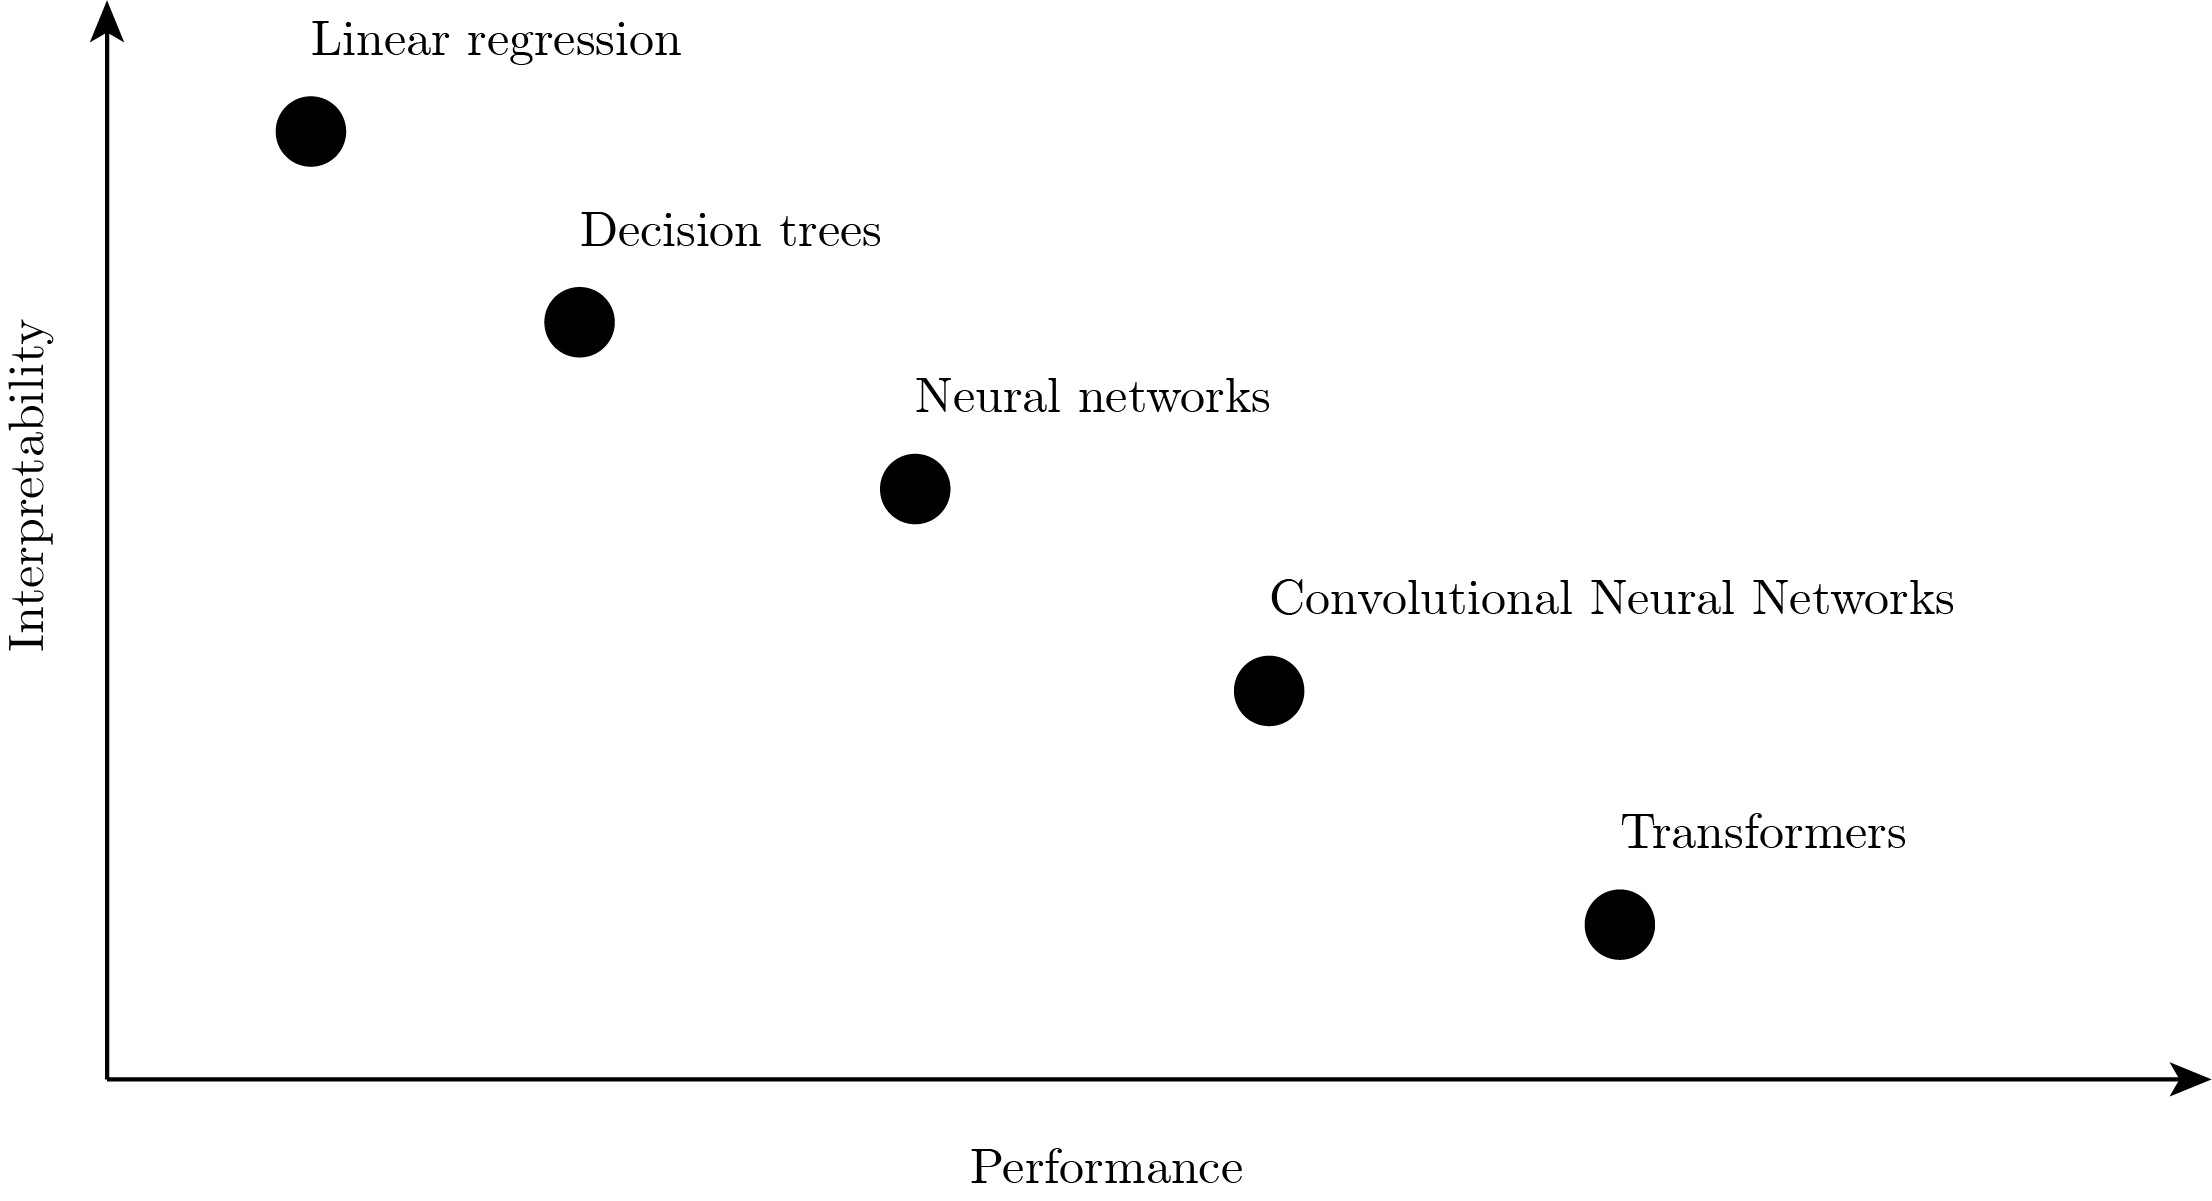 Linear regression
Decision trees
Neural networks
Interpretability
Convolutional Neural Networks
Transformers
Performance